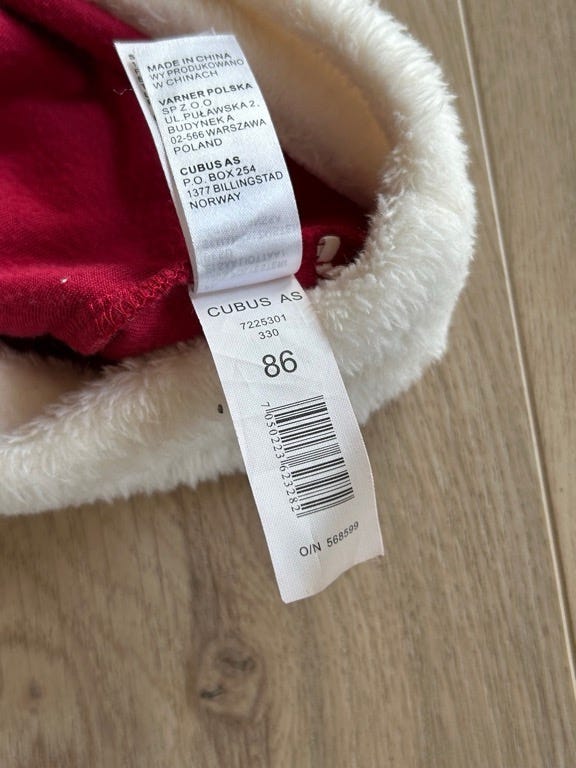 MADE IN CHINA
WYPRODUKOWANO
W CHINACH
VARNER POLSKA
SP Z.O.O
UL.PUŁAWSKA 2.
BUDYNEK A
02-566 WARSZAWA
POLAND
CUBUS AS
P.O. BOX 254
1377 BILLINGSTAD
NORWAY
CUBUS AS
7225301
330
86
7050223623282
O/N 568599